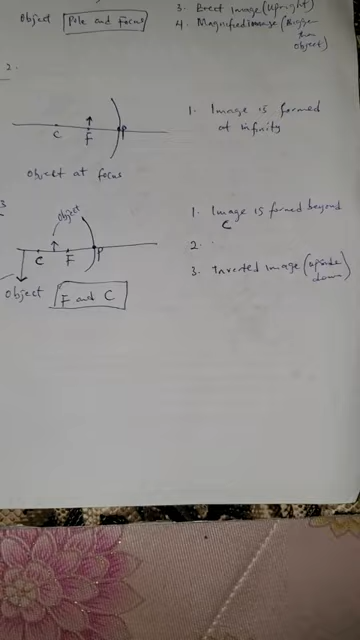 3. Erect Image (Upright)
Object Pole and Focus
4. Magnified Image (Bigger
than
object)
2.
1. Image is formed
at infinity
C
F
P
Object at focus
3
object
1. Image is formed beyond
C
2.
C
F
P
3. Inverted image (upside
down)
Object F and C